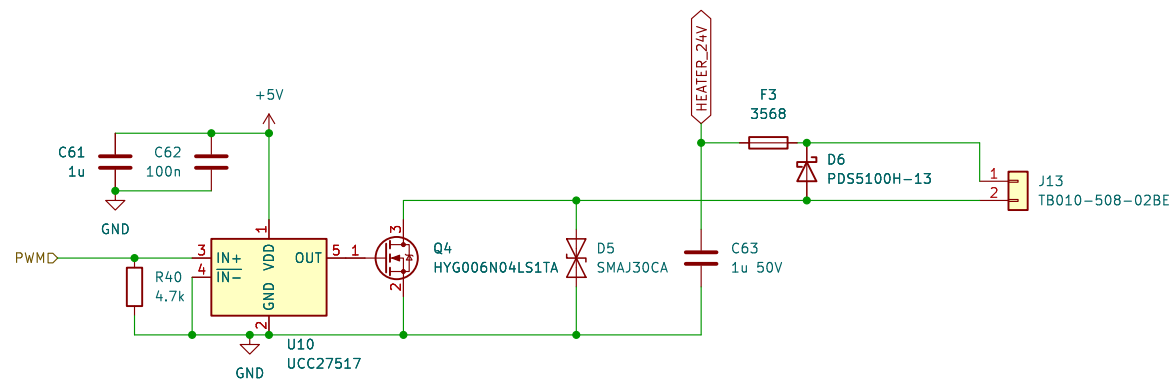 HEATER_24V
F3
3568
+5V
C61
1u
C62
100n
D6
PDS5100H-13
1
2
J13
TB010-508-02BE
GND
1
3
Q4
HYG006N04LS1TA
D5
SMAJ30CA
C63
1u 50V
PWM
3
IN+
VDD
OUT
5
1
4
IN-
R40
4.7k
GND
2
2
U10
UCC27517
GND